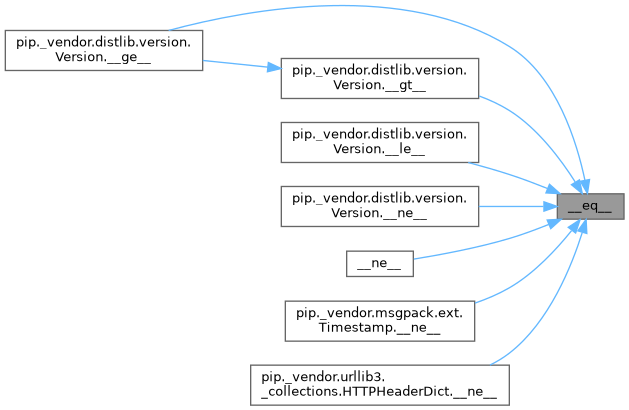 pip._vendor.distlib.version.
Version.__ge__
pip._vendor.distlib.version.
Version.__gt__
pip._vendor.distlib.version.
Version.__le__
pip._vendor.distlib.version.
Version.__ne__
__eq__
__ne__
pip._vendor.msgpack.ext.
Timestamp.__ne__
pip._vendor.urllib3.
_collections.HTTPHeaderDict.__ne__